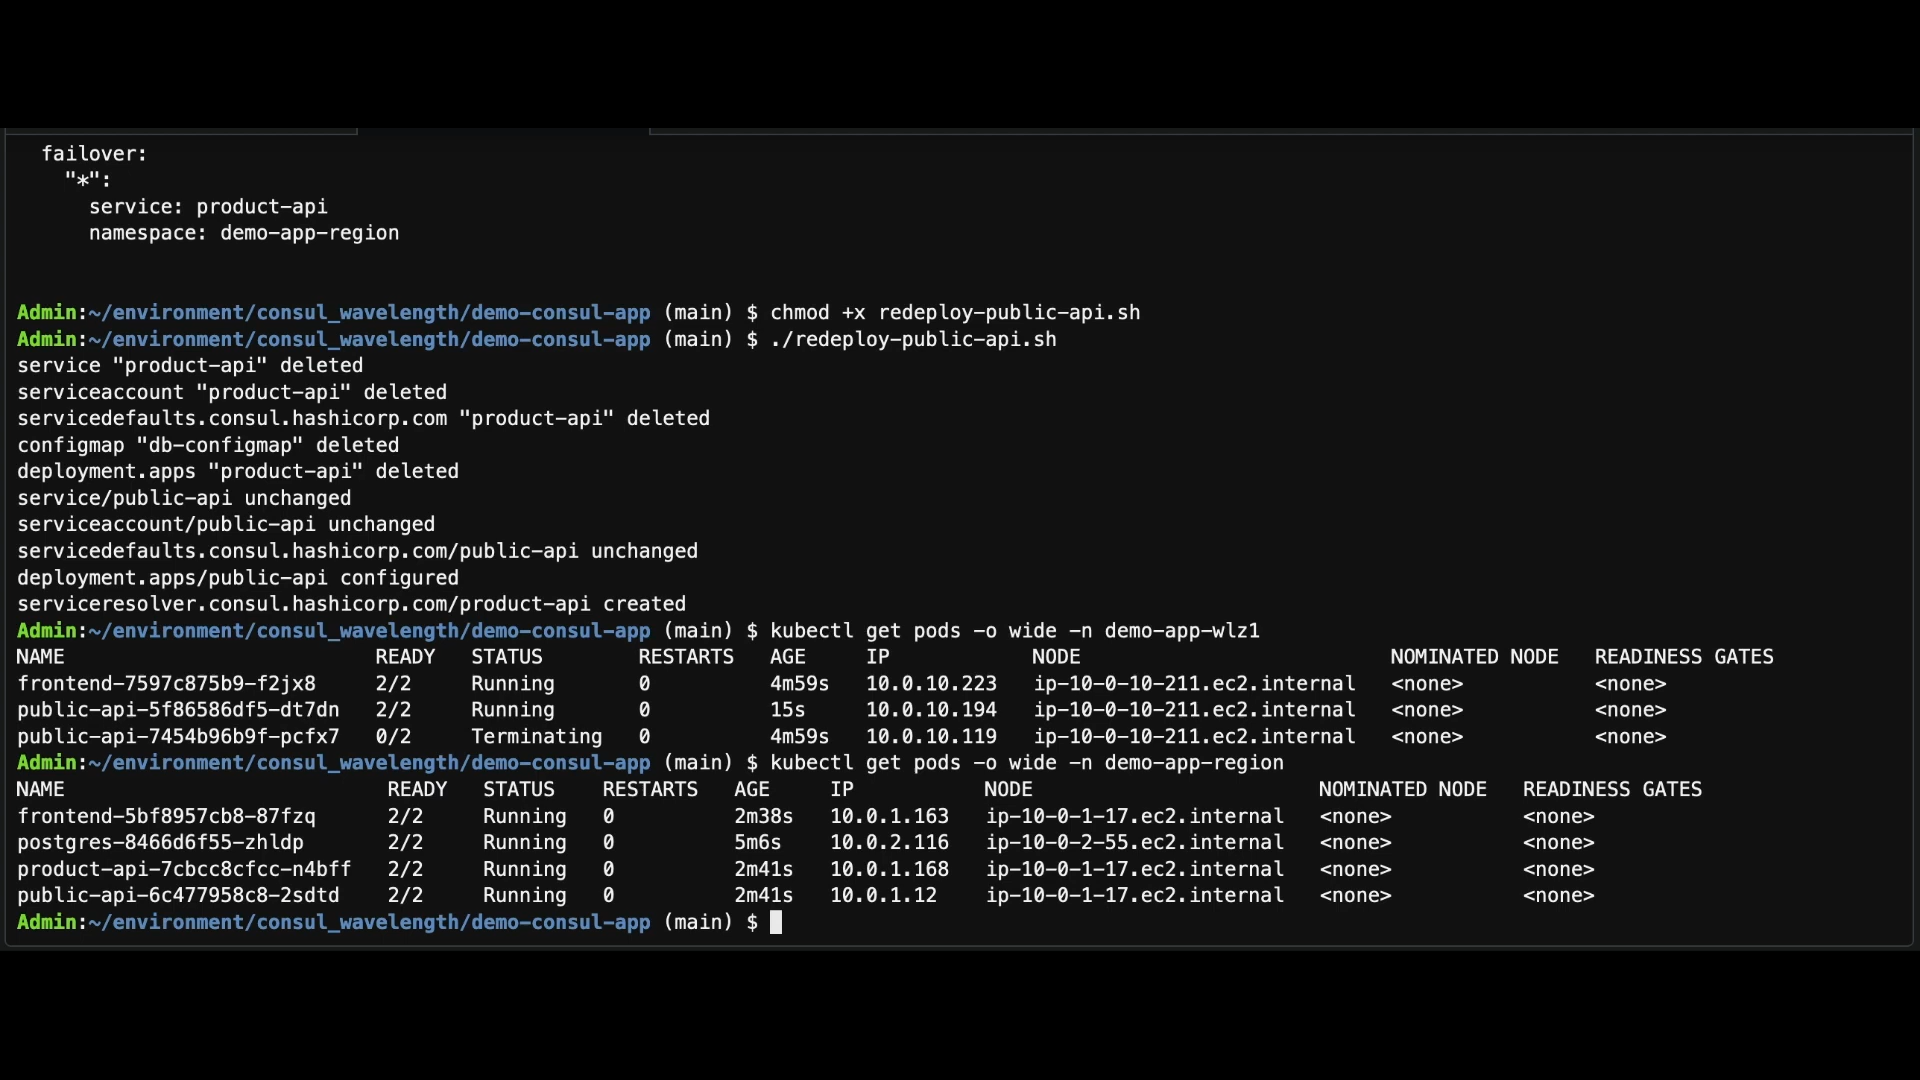 failover:
"*":
service: product-api
namespace: demo-app-region
Admin:~/environment/consul_wavelength/demo-consul-app (main) $ chmod +x redeploy-public-api.sh
Admin:~/environment/consul_wavelength/demo-consul-app (main) $ ./redeploy-public-api.sh
service "product-api" deleted
serviceaccount "product-api" deleted
servicedefaults.consul.hashicorp.com "product-api" deleted
configmap "db-configmap" deleted
deployment.apps "product-api" deleted
service/public-api unchanged
serviceaccount/public-api unchanged
servicedefaults.consul.hashicorp.com/public-api unchanged
deployment.apps/public-api configured
serviceresolver.consul.hashicorp.com/product-api created
Admin:~/environment/consul_wavelength/demo-consul-app (main) $ kubectl get pods -o wide -n demo-app-wlz1
NAME READY STATUS RESTARTS AGE IP NODE NOMINATED NODE READINESS GATES
frontend-7597c875b9-f2jx8 2/2 Running 0 4m59s 10.0.10.223 ip-10-0-10-211.ec2.internal <none> <none>
public-api-5f86586df5-dt7dn 2/2 Running 0 15s 10.0.10.194 ip-10-0-10-211.ec2.internal <none> <none>
public-api-7454b96b9f-pcfx7 0/2 Terminating 0 4m59s 10.0.10.119 ip-10-0-10-211.ec2.internal <none> <none>
Admin:~/environment/consul_wavelength/demo-consul-app (main) $ kubectl get pods -o wide -n demo-app-region
NAME READY STATUS RESTARTS AGE IP NODE NOMINATED NODE READINESS GATES
frontend-5bf8957cb8-87fzq 2/2 Running 0 2m38s 10.0.1.163 ip-10-0-1-17.ec2.internal <none> <none>
postgres-8466d6f55-zhldp 2/2 Running 0 5m6s 10.0.2.116 ip-10-0-2-55.ec2.internal <none> <none>
product-api-7cbcc8cfcc-n4bff 2/2 Running 0 2m41s 10.0.1.168 ip-10-0-1-17.ec2.internal <none> <none>
public-api-6c477958c8-2sdtd 2/2 Running 0 2m41s 10.0.1.12 ip-10-0-1-17.ec2.internal <none> <none>
Admin:~/environment/consul_wavelength/demo-consul-app (main) $